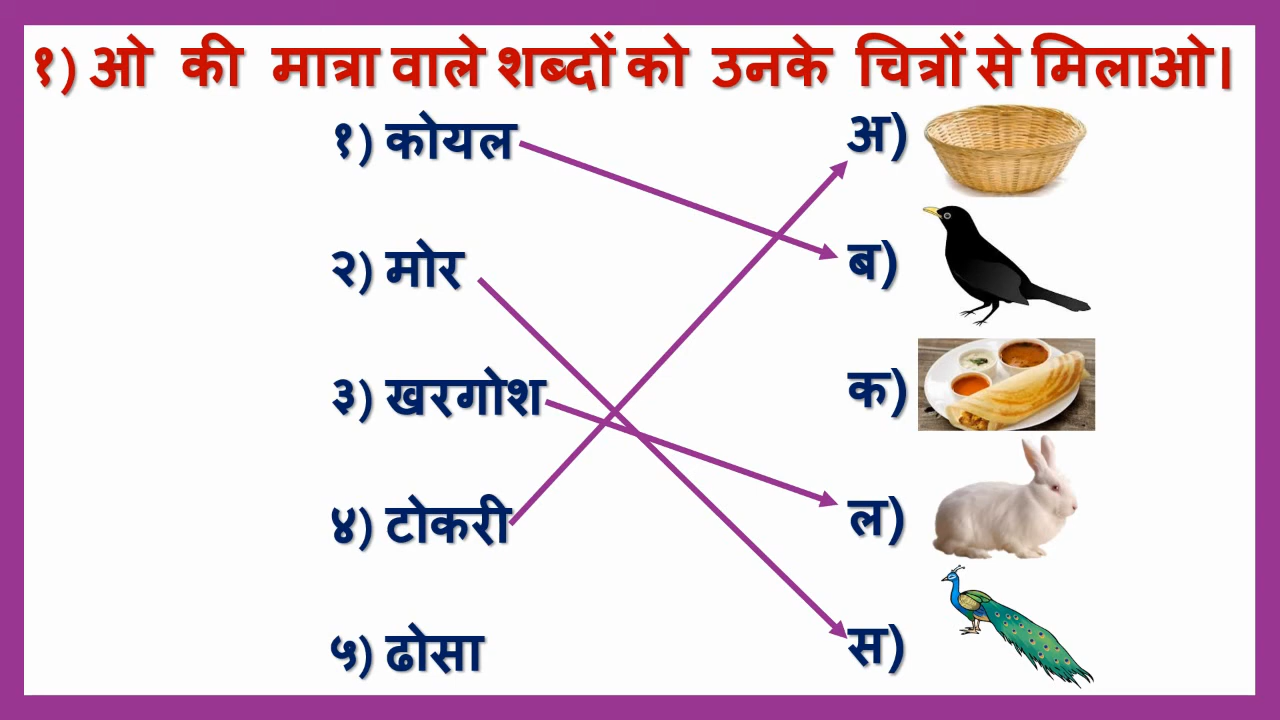 १) ओ की मात्रा वाले शब्दों को उनके चित्रों से मिलाओ।
१) कोयल अ)
२) मोर ब)
३) खरगोश क)
४) टोकरी ल)
५) ढोसा स)